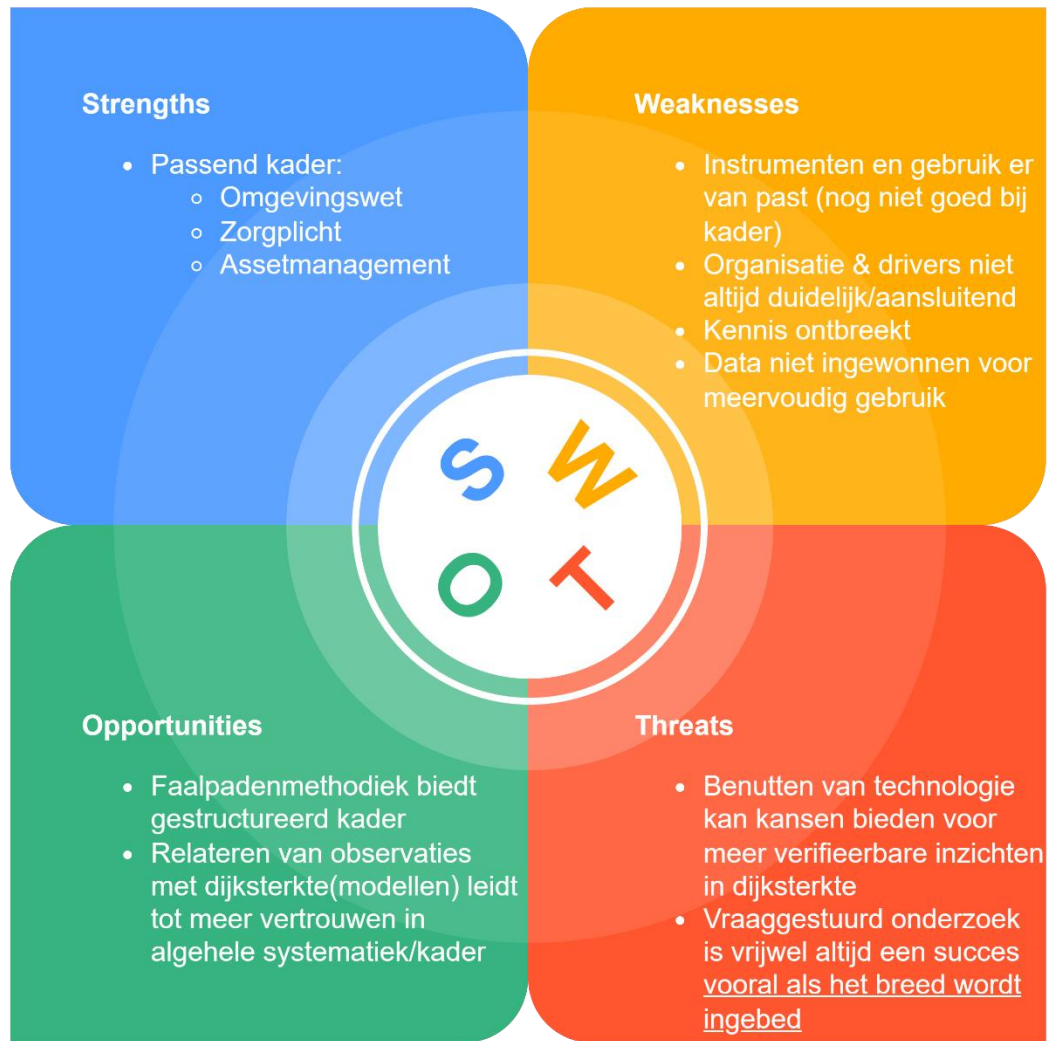 Strengths
• Passend kader:
○ Omgevingswet
○ Zorgplicht
○ Assetmanagement
Weaknesses
• Instrumenten en gebruik er
van past (nog niet goed bij
kader)
• Organisatie & drivers niet
altijd duidelijk/aansluitend
• Kennis ontbreekt
• Data niet ingewonnen voor
meervoudig gebruik
S W
O T
Opportunities
• Faalpadenmethodiek biedt
gestructureerd kader
• Relateren van observaties
met dijksterkte(modellen) leidt
tot meer vertrouwen in
algehele systematiek/kader
Threats
• Benutten van technologie
kan kansen bieden voor
meer verifieerbare inzichten
in dijksterkte
• Vraaggestuurd onderzoek
is vrijwel altijd een succes
vooral als het breed wordt
ingebed